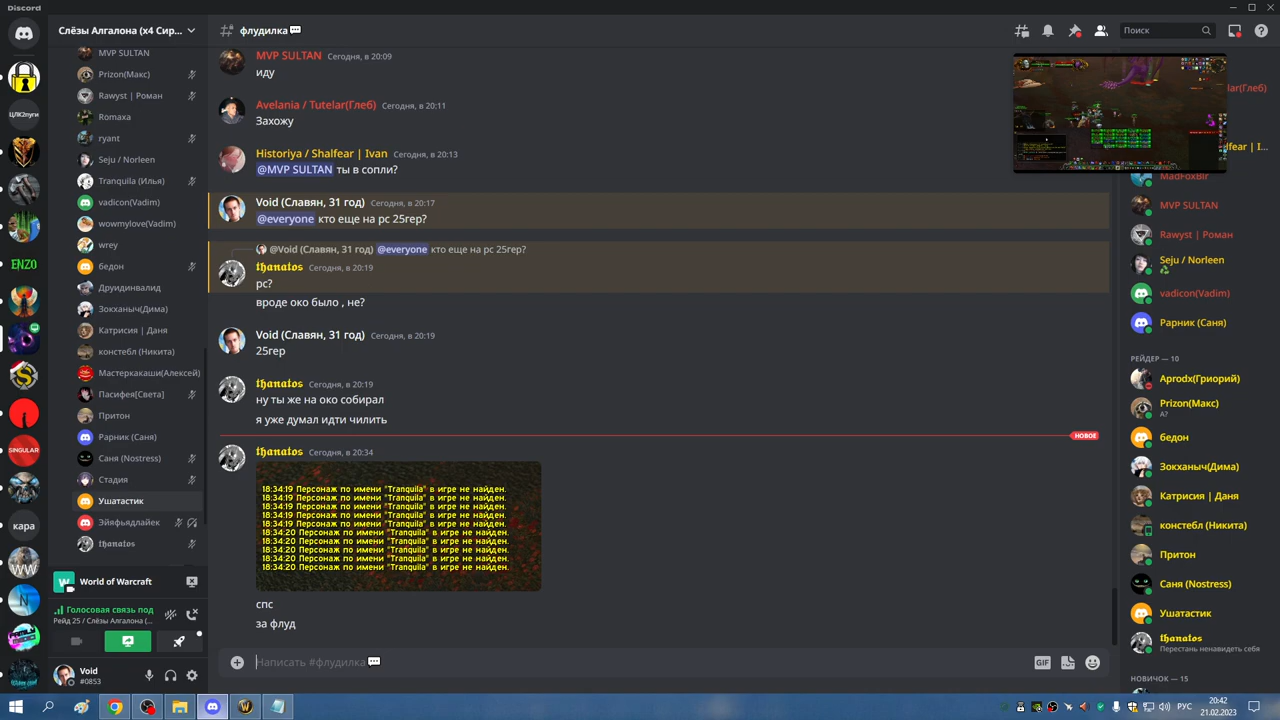 Discord
Слёзы Алгалона (x4 Сир...
флудилка
Поиск
MVP SULTAN
Prizon(Макс)
Rawyst | Роман
Romaxa
ryant
Seju / Norleen
Tranquila (Илья)
vadicon(Vadim)
wowmylove(Vadim)
wrey
бедон
Друидинвалид
Зокханыч(Дима)
Катрисия | Даня
констебл (Никита)
Мастеркаваши(Алексей)
Пасифея[Света]
Притон
Рарник (Саня)
Саня (Nostress)
Стадия
Ушатастик
Эйяфьядлайек
𝖙𝖍𝖆𝖓𝖆𝖙𝖔𝖘
World of Warcraft
Голосовая связь под
Рейд 25 / Слёзы Алгалона (...
Void
#0853
ЦЛК2пуги
ENZO
SINGULAR
кара
MVP SULTAN Сегодня, в 20:09
иду
Avelania / Tutelar(Глеб) Сегодня, в 20:11
Захожу
Historiya / Shalfear | Ivan Сегодня, в 20:13
@MVP SULTAN ты в сопли?
Void (Славян, 31 год) Сегодня, в 20:17
@everyone кто еще на рс 25гер?
@Void (Славян, 31 год) @everyone кто еще на рс 25гер?
𝖙𝖍𝖆𝖓𝖆𝖙𝖔𝖘 Сегодня, в 20:19
рс?
вроде око было , не?
Void (Славян, 31 год) Сегодня, в 20:19
25гер
𝖙𝖍𝖆𝖓𝖆𝖙𝖔𝖘 Сегодня, в 20:19
ну ты же на око собирал
я уже думал идти чилить
НОВОЕ
𝖙𝖍𝖆𝖓𝖆𝖙𝖔𝖘 Сегодня, в 20:34
18:34:19 Персонаж по имени "Tranquila" в игре не найден.
18:34:19 Персонаж по имени "Tranquila" в игре не найден.
18:34:19 Персонаж по имени "Tranquila" в игре не найден.
18:34:19 Персонаж по имени "Tranquila" в игре не найден.
18:34:19 Персонаж по имени "Tranquila" в игре не найден.
18:34:20 Персонаж по имени "Tranquila" в игре не найден.
18:34:20 Персонаж по имени "Tranquila" в игре не найден.
18:34:20 Персонаж по имени "Tranquila" в игре не найден.
18:34:20 Персонаж по имени "Tranquila" в игре не найден.
18:34:20 Персонаж по имени "Tranquila" в игре не найден.
спс
за флуд
Написать #флудилка
GIF
lar(Глеб)
lfear | I...
MadFoxBlr
MVP SULTAN
Rawyst | Роман
Seju / Norleen
vadicon(Vadim)
Рарник (Саня)
РЕЙДЕР — 10
Aprodx(Гриорий)
Prizon(Макс)
А?
бедон
Зокханыч(Дима)
Катрисия | Даня
констебл (Никита)
Притон
Саня (Nostress)
Ушатастик
𝖙𝖍𝖆𝖓𝖆𝖙𝖔𝖘
Перестань ненавидеть себя
НОВИЧОК — 15
РУС
20:42
21.02.2023